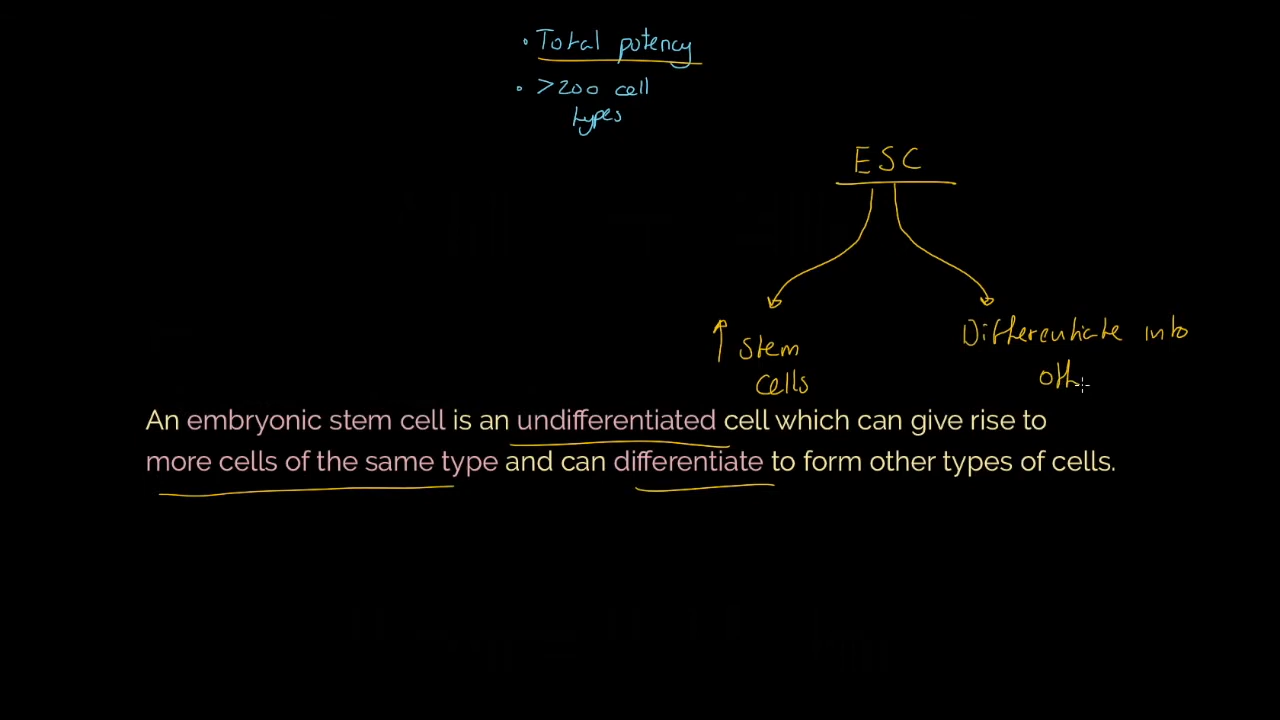 • Total potency
• >200 cell
types
ESC
↑ Stem
cells
Differentiate into
oth
An embryonic stem cell is an undifferentiated cell which can give rise to
more cells of the same type and can differentiate to form other types of cells.